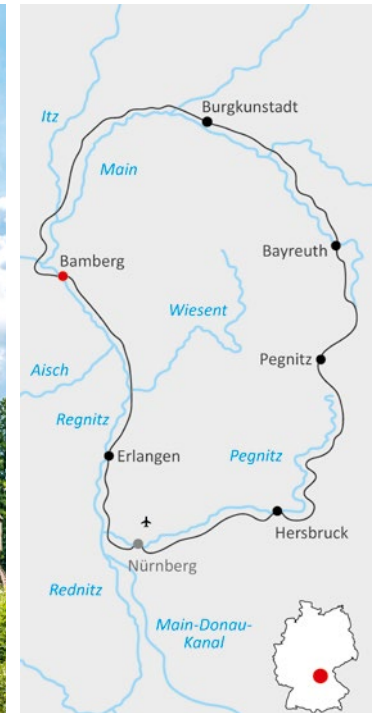 Burgkunstadt
Itz
Main
Bayreuth
Bamberg
Wiesent
Pegnitz
Aisch
Regnitz
Erlangen
Pegnitz
Hersbruck
Nürnberg
Rednitz
Main-Donau-
Kanal